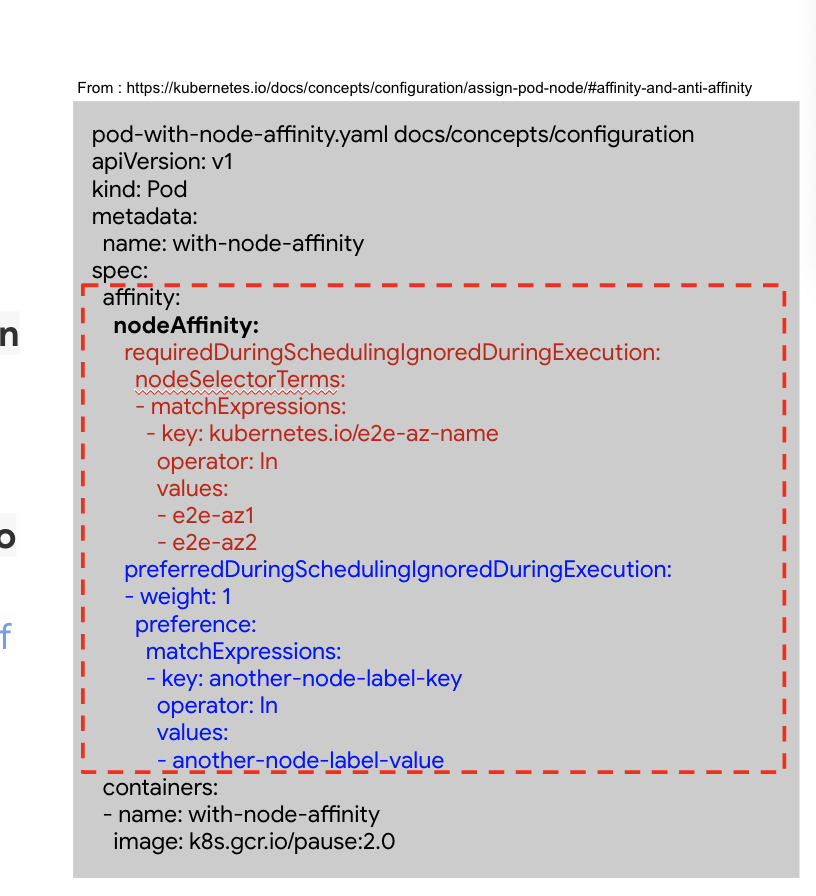 From : https://kubernetes.io/docs/concepts/configuration/assign-pod-node/#affinity-and-anti-affinity
pod-with-node-affinity.yaml docs/concepts/configuration
apiVersion: v1
kind: Pod
metadata:
  name: with-node-affinity
spec:
  affinity:
    nodeAffinity:
n
      requiredDuringSchedulingIgnoredDuringExecution:
        nodeSelectorTerms:
        - matchExpressions:
          - key: kubernetes.io/e2e-az-name
            operator: In
            values:
            - e2e-az1
            - e2e-az2
o
      preferredDuringSchedulingIgnoredDuringExecution:
      - weight: 1
        preference:
f
          matchExpressions:
          - key: another-node-label-key
            operator: In
            values:
            - another-node-label-value
  containers:
  - name: with-node-affinity
    image: k8s.gcr.io/pause:2.0